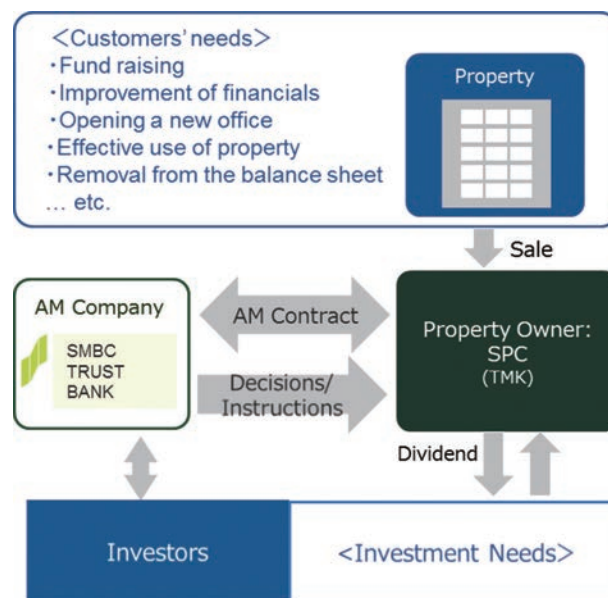 <Customers' needs>
・Fund raising
・Improvement of financials
・Opening a new office
・Effective use of property
・Removal from the balance sheet
... etc.
Property
Sale
AM Company
SMBC
TRUST
BANK
AM Contract
Decisions/
Instructions
Property Owner:
SPC
(TMK)
Dividend
Investors
<Investment Needs>